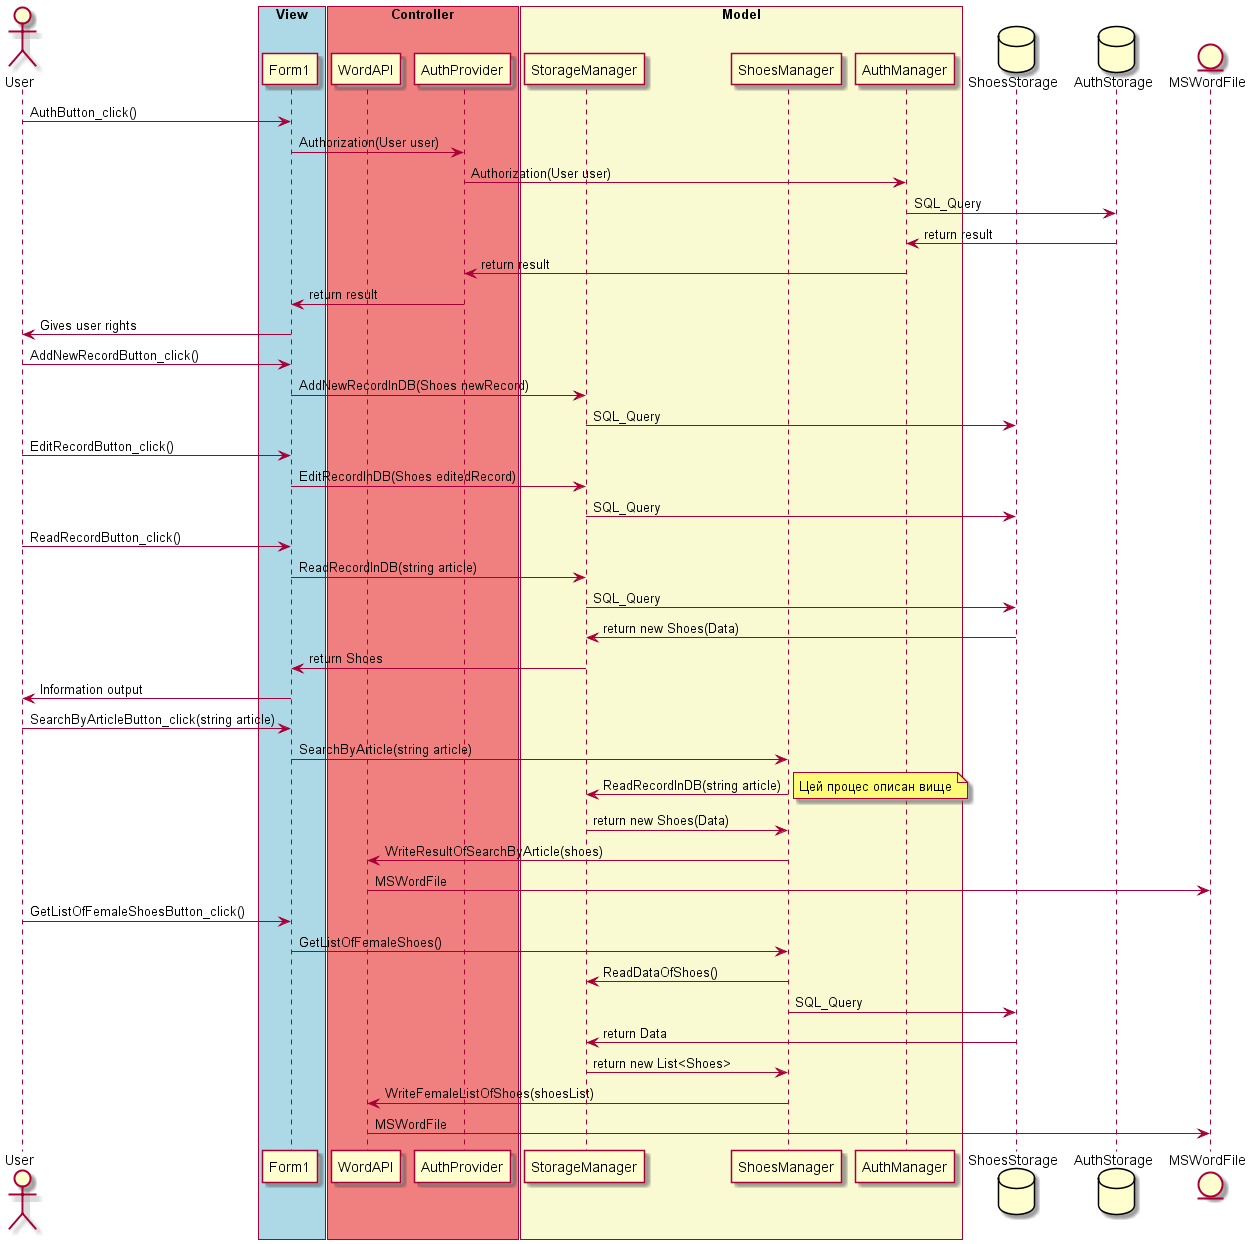 View
Controller
Model
User
Form1
WordAPI
AuthProvider
StorageManager
ShoesManager
AuthManager
ShoesStorage
AuthStorage
MSWordFile
AuthButton_click()
Authorization(User user)
Authorization(User user)
SQL_Query
return result
return result
return result
Gives user rights
AddNewRecordButton_click()
AddNewRecordInDB(Shoes newRecord)
SQL_Query
EditRecordButton_click()
EditRecordInDB(Shoes editedRecord)
SQL_Query
ReadRecordButton_click()
ReadRecordInDB(string article)
SQL_Query
return new Shoes(Data)
return Shoes
Information output
SearchByArticleButton_click(string article)
SearchByArticle(string article)
ReadRecordInDB(string article)
Цей процес описан вище
return new Shoes(Data)
WriteResultOfSearchByArticle(shoes)
MSWordFile
GetListOfFemaleShoesButton_click()
GetListOfFemaleShoes()
ReadDataOfShoes()
SQL_Query
return Data
return new List<Shoes>
WriteFemaleListOfShoes(shoesList)
MSWordFile
User
Form1
WordAPI
AuthProvider
StorageManager
ShoesManager
AuthManager
ShoesStorage
AuthStorage
MSWordFile